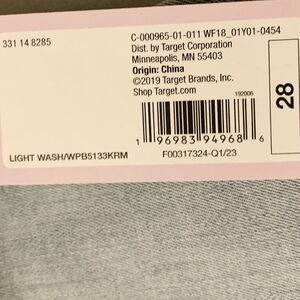 C-000965-01-011 WF18_01Y01-0454
331 14 8285
Dist. by Target Corporation
Minneapolis, MN 55403
Origin: China
©2019 Target Brands, Inc.
Shop Target.com
192006
28
1 96983 94968 6
LIGHT WASH/WPB5133KRM
F00317324-Q1/23